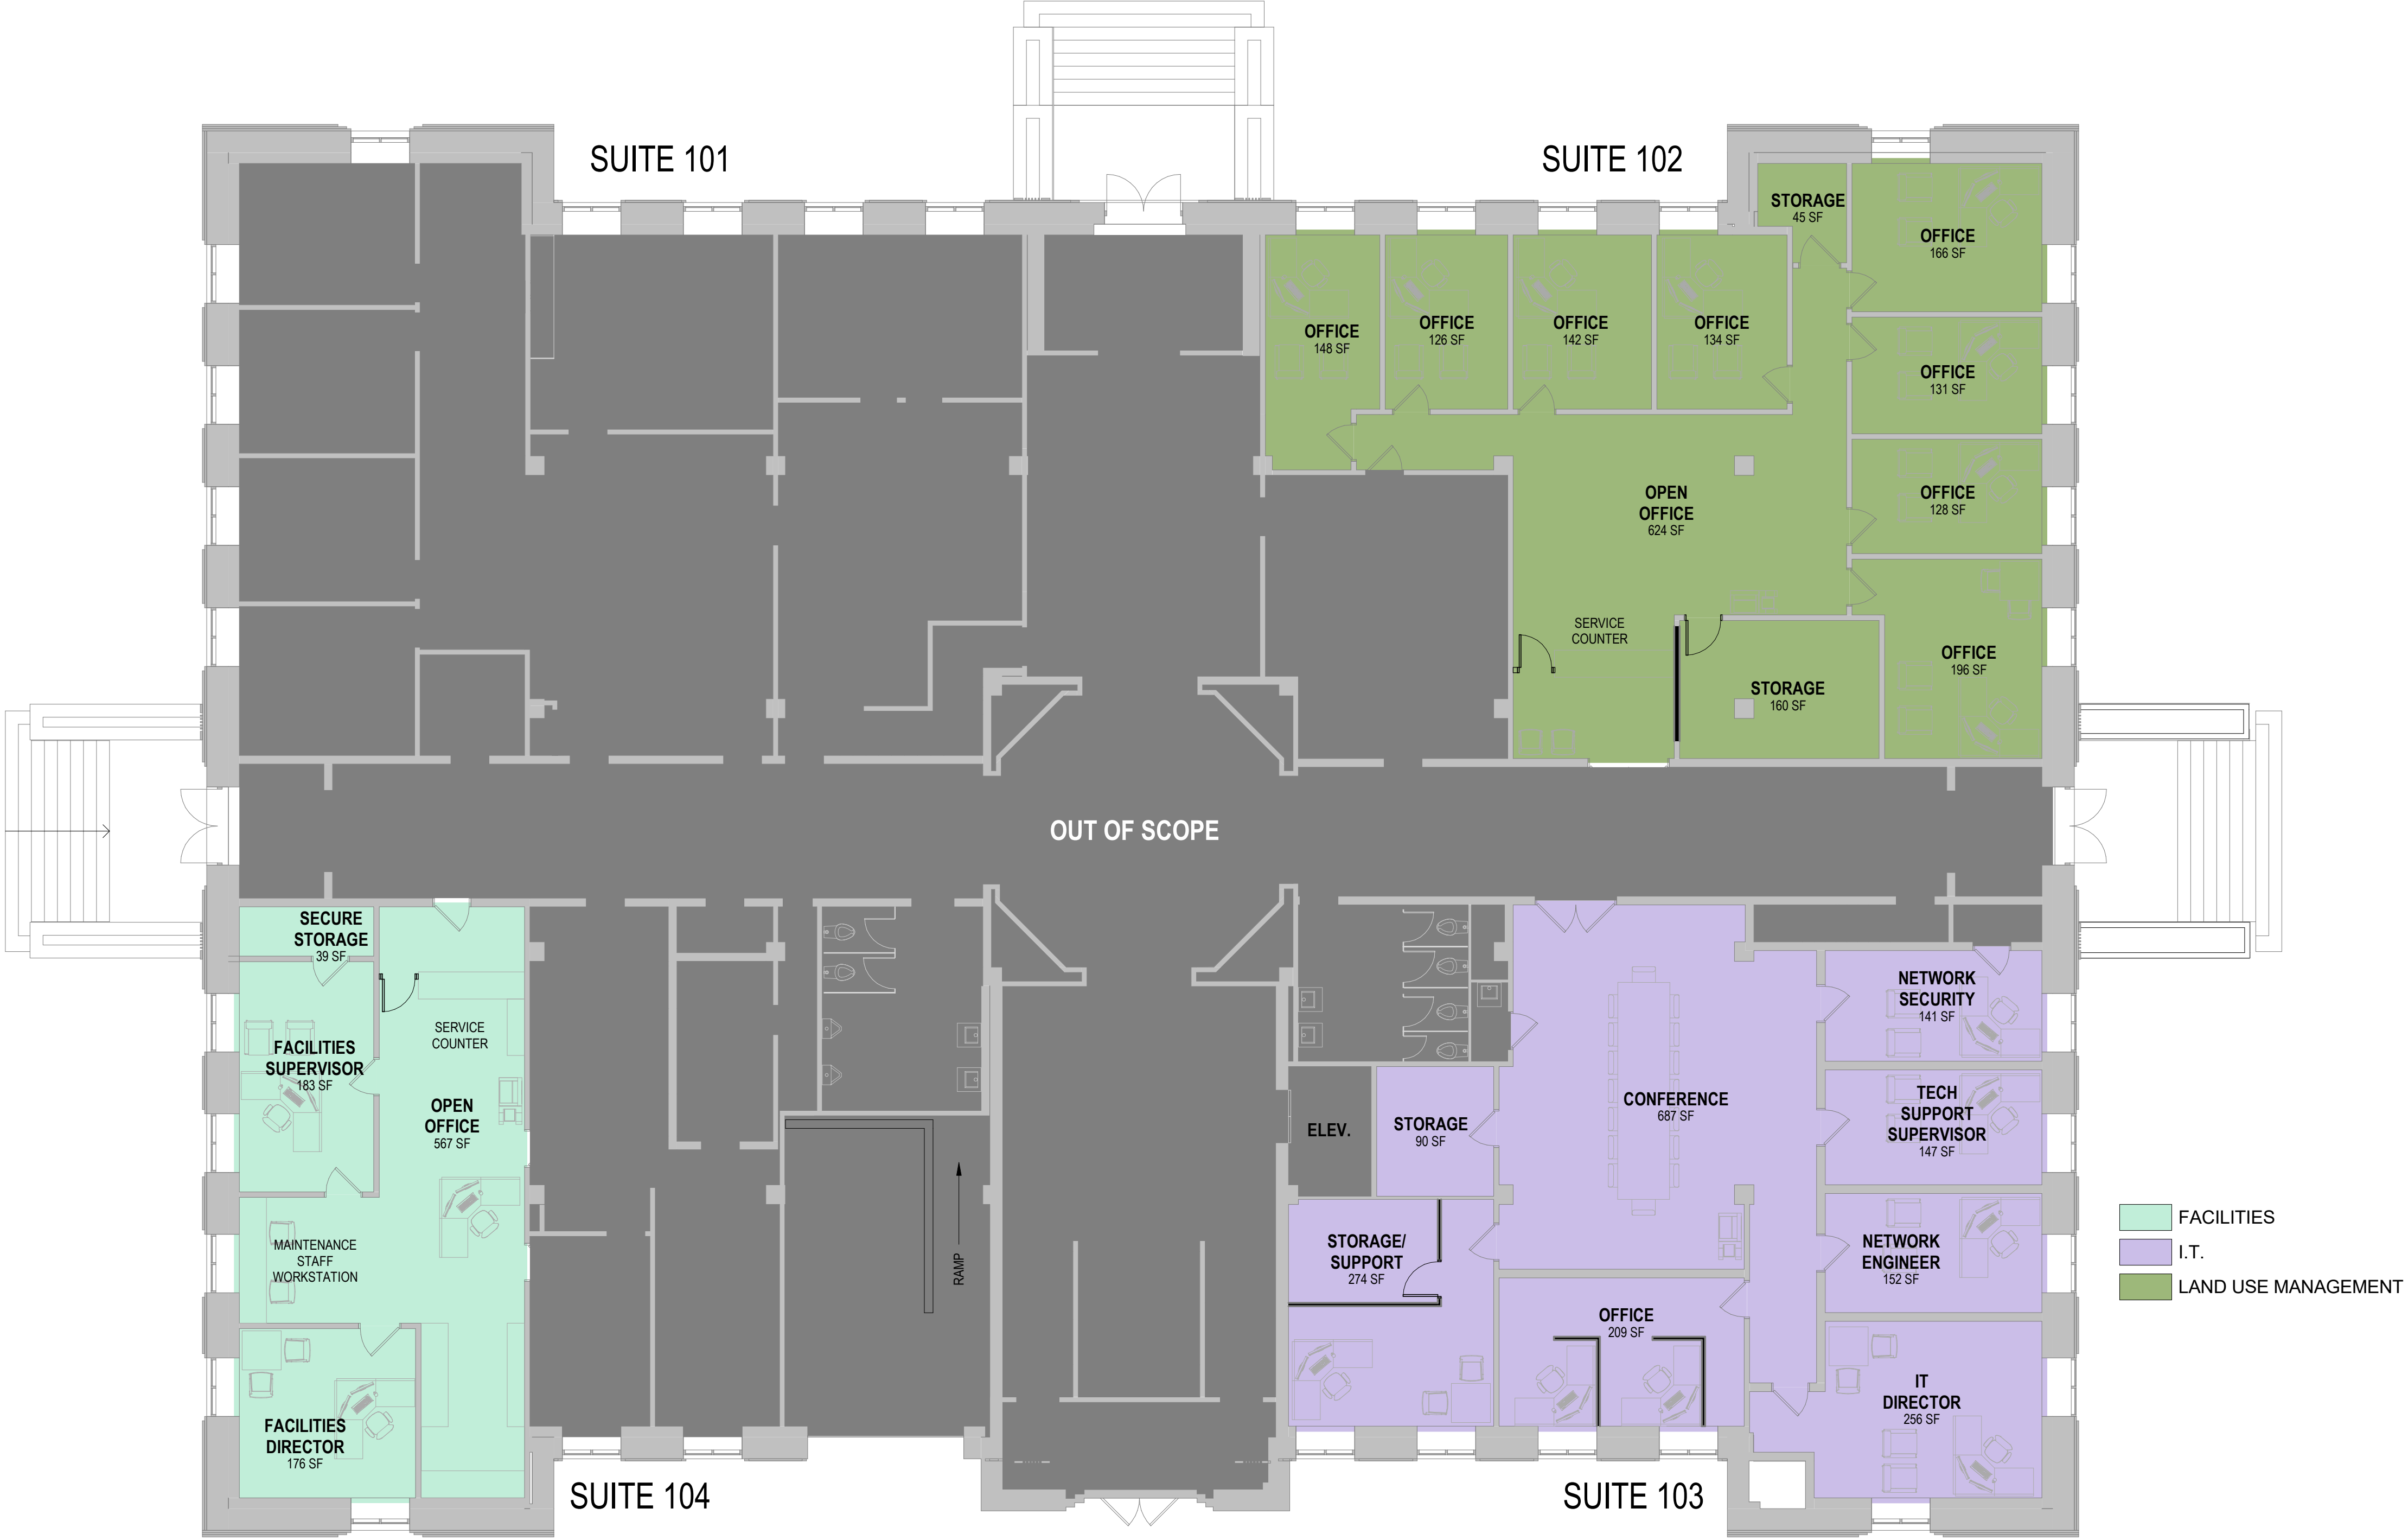 SUITE 101
SUITE 102
STORAGE
45 SF
OFFICE
166 SF
OFFICE
148 SF
OFFICE
126 SF
OFFICE
142 SF
OFFICE
134 SF
OFFICE
131 SF
OFFICE
128 SF
OPEN
OFFICE
624 SF
SERVICE
COUNTER
OFFICE
196 SF
STORAGE
160 SF
OUT OF SCOPE
SECURE
STORAGE
39 SF
FACILITIES
SUPERVISOR
183 SF
SERVICE
COUNTER
OPEN
OFFICE
567 SF
MAINTENANCE
STAFF
WORKSTATION
FACILITIES
DIRECTOR
176 SF
RAMP
ELEV.
STORAGE
90 SF
CONFERENCE
687 SF
NETWORK
SECURITY
141 SF
TECH
SUPPORT
SUPERVISOR
147 SF
STORAGE/
SUPPORT
274 SF
NETWORK
ENGINEER
152 SF
OFFICE
209 SF
IT
DIRECTOR
256 SF
FACILITIES
I.T.
LAND USE MANAGEMENT
SUITE 104
SUITE 103